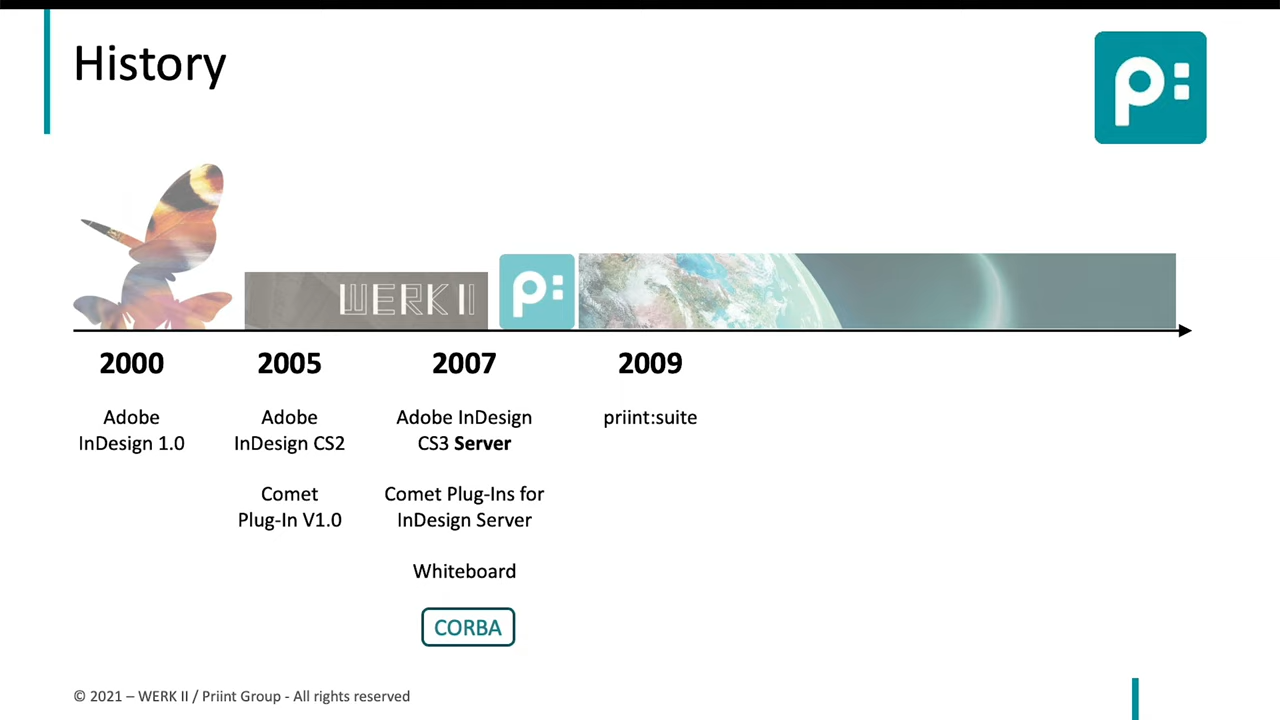 History
p:
WERK II
p:
2000
2005
2007
2009
Adobe
InDesign 1.0
Adobe
InDesign CS2
Comet
Plug-In V1.0
Adobe InDesign
CS3 Server
Comet Plug-Ins for
InDesign Server
Whiteboard
CORBA
priint:suite
© 2021 – WERK II / Priint Group - All rights reserved